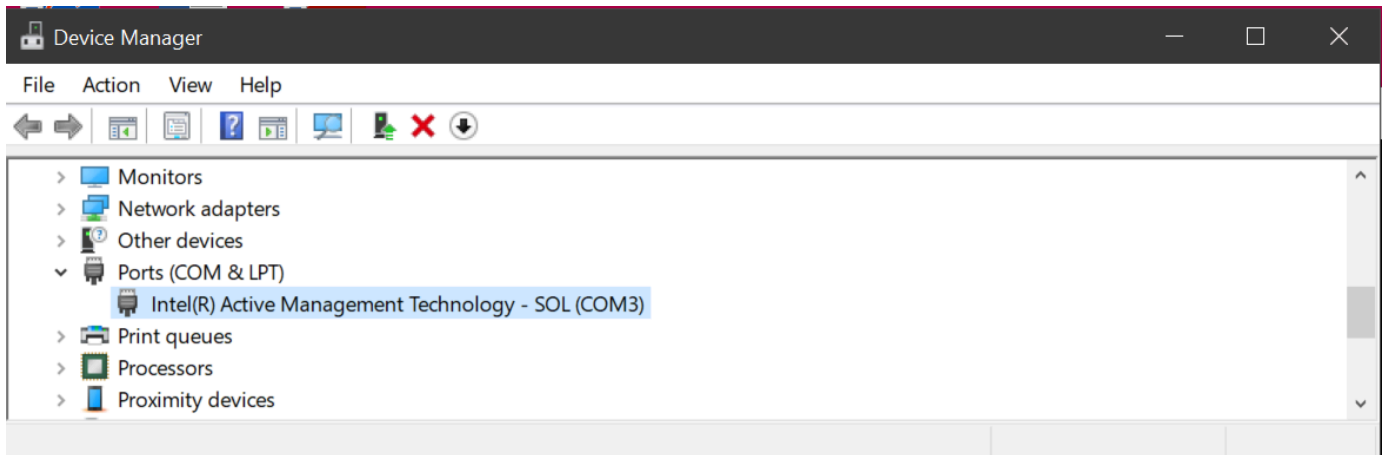 Device Manager
File Action View Help
Monitors
Network adapters
Other devices
Ports (COM & LPT)
Intel(R) Active Management Technology - SOL (COM3)
Print queues
Processors
Proximity devices